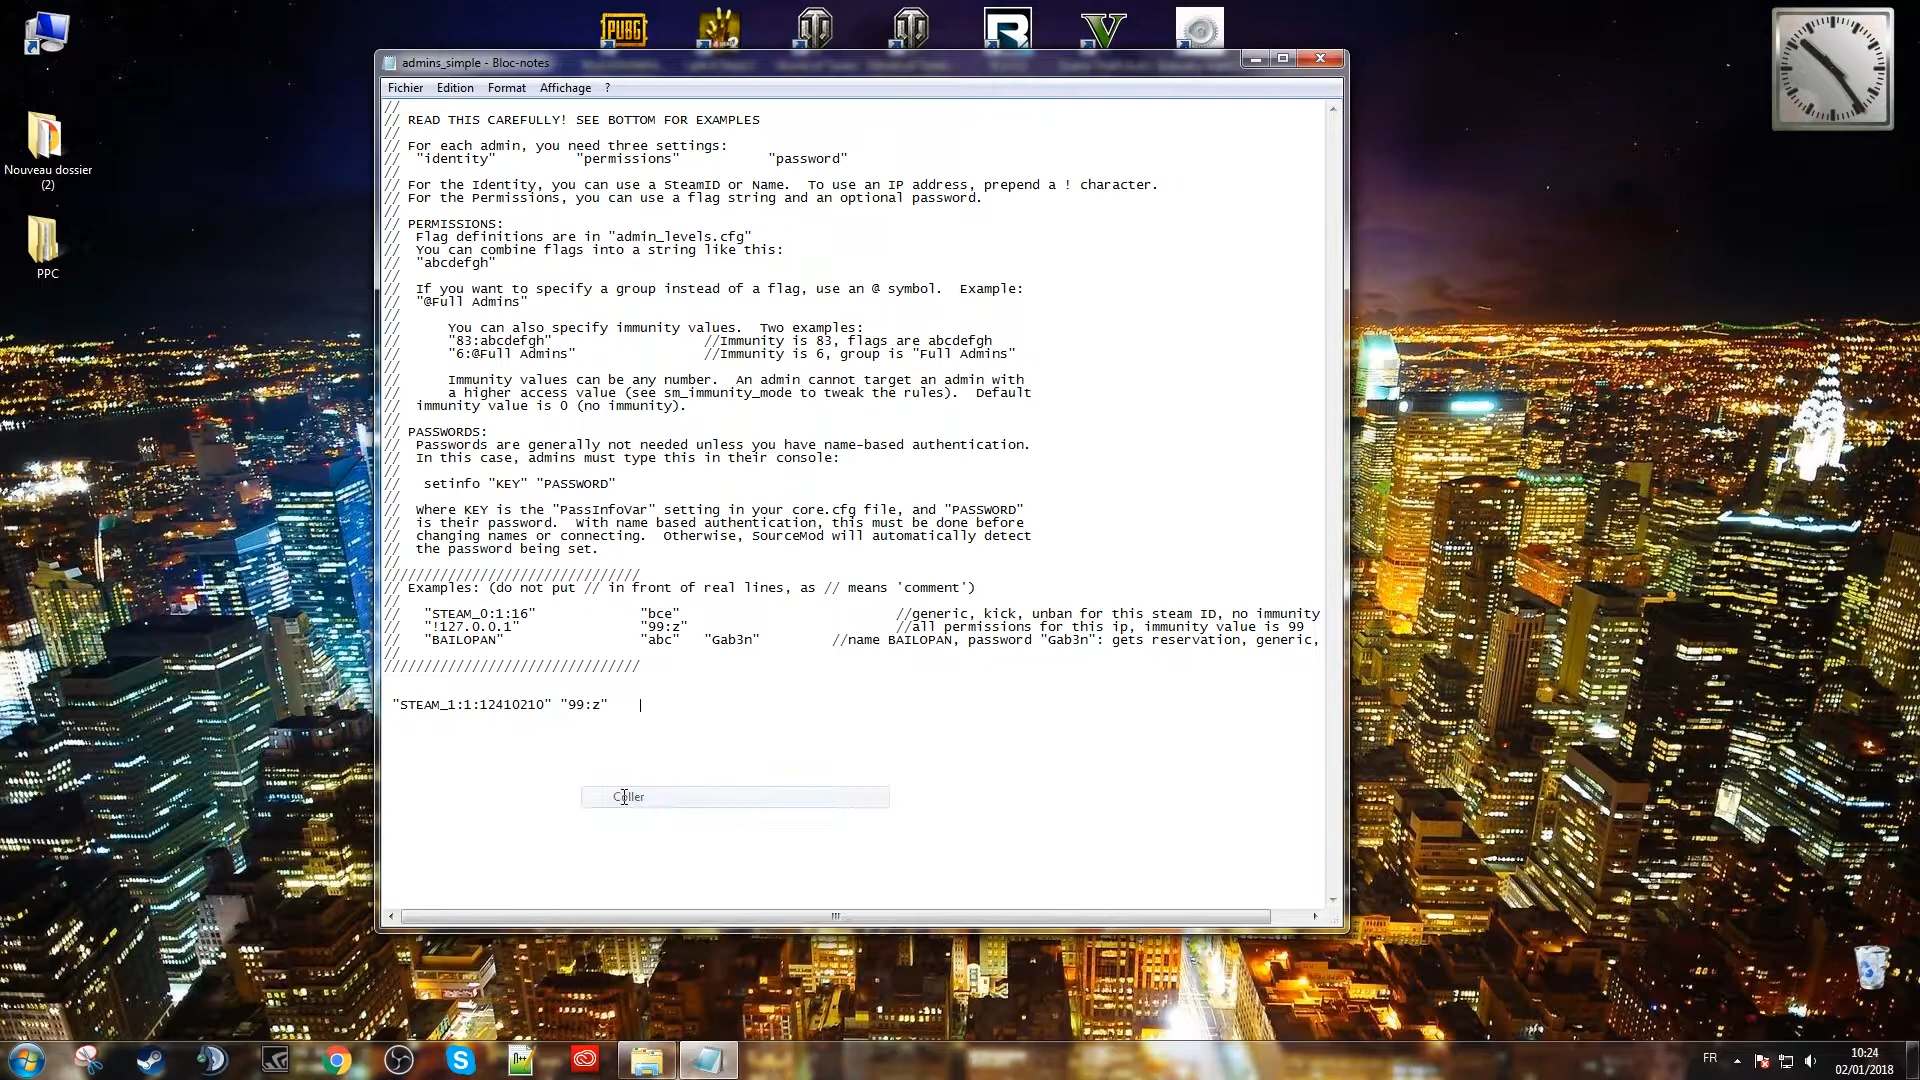 PUBG
admins_simple - Bloc-notes
Fichier Edition Format Affichage ?
//
// READ THIS CAREFULLY! SEE BOTTOM FOR EXAMPLES
//
// For each admin, you need three settings:
// "identity" "permissions" "password"
//
// For the Identity, you can use a SteamID or Name. To use an IP address, prepend a ! character.
// For the Permissions, you can use a flag string and an optional password.
//
// PERMISSIONS:
// Flag definitions are in "admin_levels.cfg"
// You can combine flags into a string like this:
// "abcdefgh"
//
// If you want to specify a group instead of a flag, use an @ symbol. Example:
// "@Full Admins"
//
// You can also specify immunity values. Two examples:
// "83:abcdefgh" //Immunity is 83, flags are abcdefgh
// "6:@Full Admins" //Immunity is 6, group is "Full Admins"
//
// Immunity values can be any number. An admin cannot target an admin with
// a higher access value (see sm_immunity_mode to tweak the rules). Default
// immunity value is 0 (no immunity).
//
// PASSWORDS:
// Passwords are generally not needed unless you have name-based authentication.
// In this case, admins must type this in their console:
//
// setinfo "KEY" "PASSWORD"
//
// Where KEY is the "PassInfoVar" setting in your core.cfg file, and "PASSWORD"
// is their password. With name based authentication, this must be done before
// changing names or connecting. Otherwise, SourceMod will automatically detect
// the password being set.
//
////////////////////////////////
// Examples: (do not put // in front of real lines, as // means 'comment')
//
// "STEAM_0:1:16" "bce" //generic, kick, unban for this steam ID, no immunity
// "!127.0.0.1" "99:z" //all permissions for this ip, immunity value is 99
// "BAILOPAN" "abc" "Gab3n" //name BAILOPAN, password "Gab3n": gets reservation, generic,
//
////////////////////////////////
"STEAM_1:1:12410210" "99:z"
Coller
Nouveau dossier
(2)
PPC
FR
10:24
02/01/2018